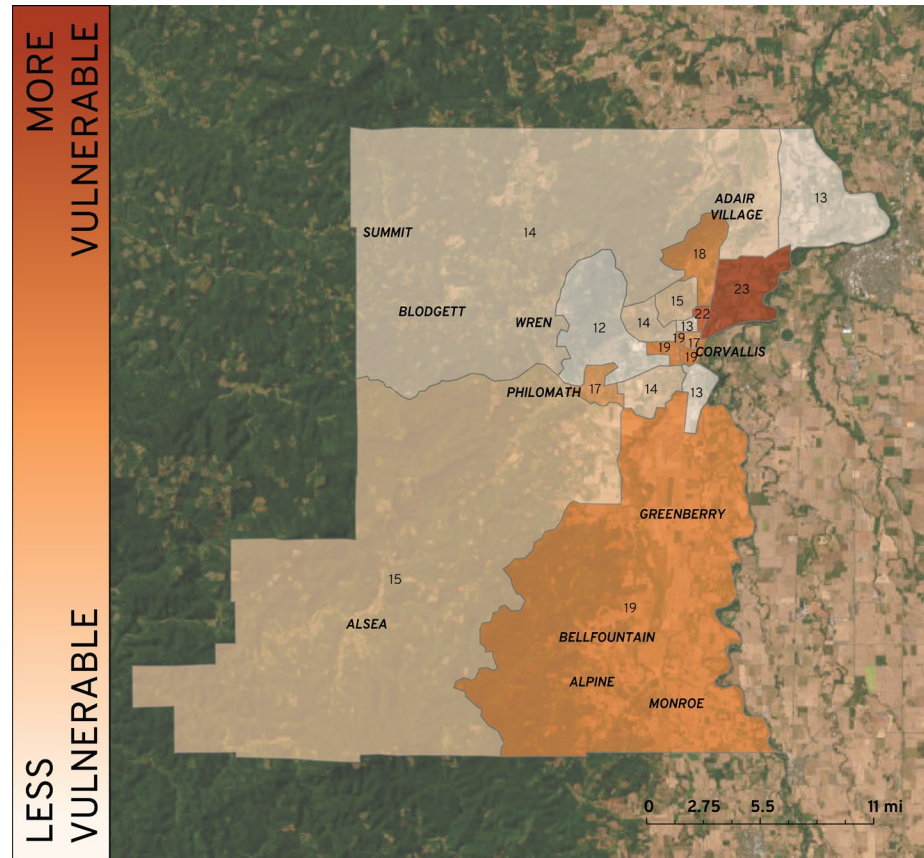 MORE
VULNERABLE
LESS
VULNERABLE
ADAIR
VILLAGE
13
SUMMIT
14
18
23
15
BLODGETT
WREN
12
14
22
13
19
17
19
19
CORVALLIS
PHILOMATH
17
14
13
GREENBERRY
15
19
ALSEA
BELLFOUNTAIN
ALPINE
MONROE
0 2.75 5.5 11 mi